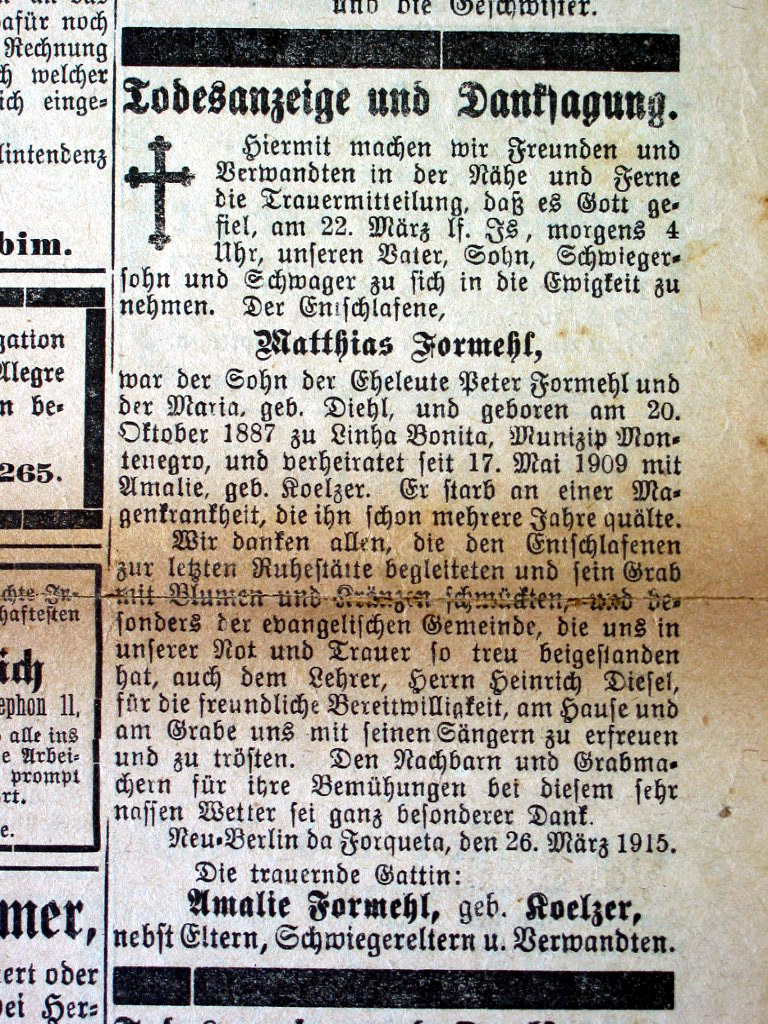 und die Geschwister.
Todesanzeige und Danksagung.
Hiermit machen wir Freunden und
Verwandten in der Nähe und Ferne
die Trauermitteilung, daß es Gott ge-
fiel, am 22. März lf. Js, morgens 4
Uhr, unseren Vater, Sohn, Schwieger-
sohn und Schwager zu sich in die Ewigkeit zu
nehmen. Der Entschlafene,
Matthias Formehl,
war der Sohn der Eheleute Peter Formehl und
der Maria, geb. Diehl, und geboren am 20.
Oktober 1887 zu Linha Bonita, Munizip Mon-
tenegro, und verheiratet seit 17. Mai 1909 mit
Amalie, geb. Koelzer. Er starb an einer Ma-
genkrankheit, die ihn schon mehrere Jahre quälte.
Wir danken allen, die den Entschlafenen
zur letzten Ruhestätte begleiteten und sein Grab
mit Blumen und Kränzen schmückten, und be-
sonders der evangelischen Gemeinde, die uns in
unserer Not und Trauer so treu beigestanden
hat, auch dem Lehrer, Herrn Heinrich Diesel,
für die freundliche Bereitwilligkeit, am Hause und
am Grabe uns mit seinen Sängern zu erfreuen
und zu trösten. Den Nachbarn und Grabma-
chern für ihre Bemühungen bei diesem sehr
nassen Wetter sei ganz besonderer Dank.
Neu-Berlin da Forqueta, den 26. März 1915.
Die trauernde Gattin:
Amalie Formehl, geb. Koelzer,
nebst Eltern, Schwiegereltern u. Verwandten.
dafür noch
Rechnung
welcher
ich einge-
lintendenz
bim.
gation
Alegre
n be-
265.
haftesten
ich
ephon 11,
alle ins
e Arbei-
prompt
rt.
e.
mer,
ert oder
bei Her-